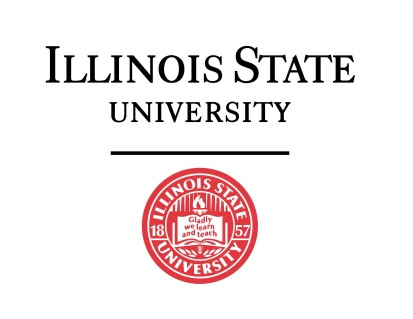 ILLINOIS STATE
UNIVERSITY
ILLINOIS STATE
Gladly
we learn
and teach
18 57
UNIVERSITY